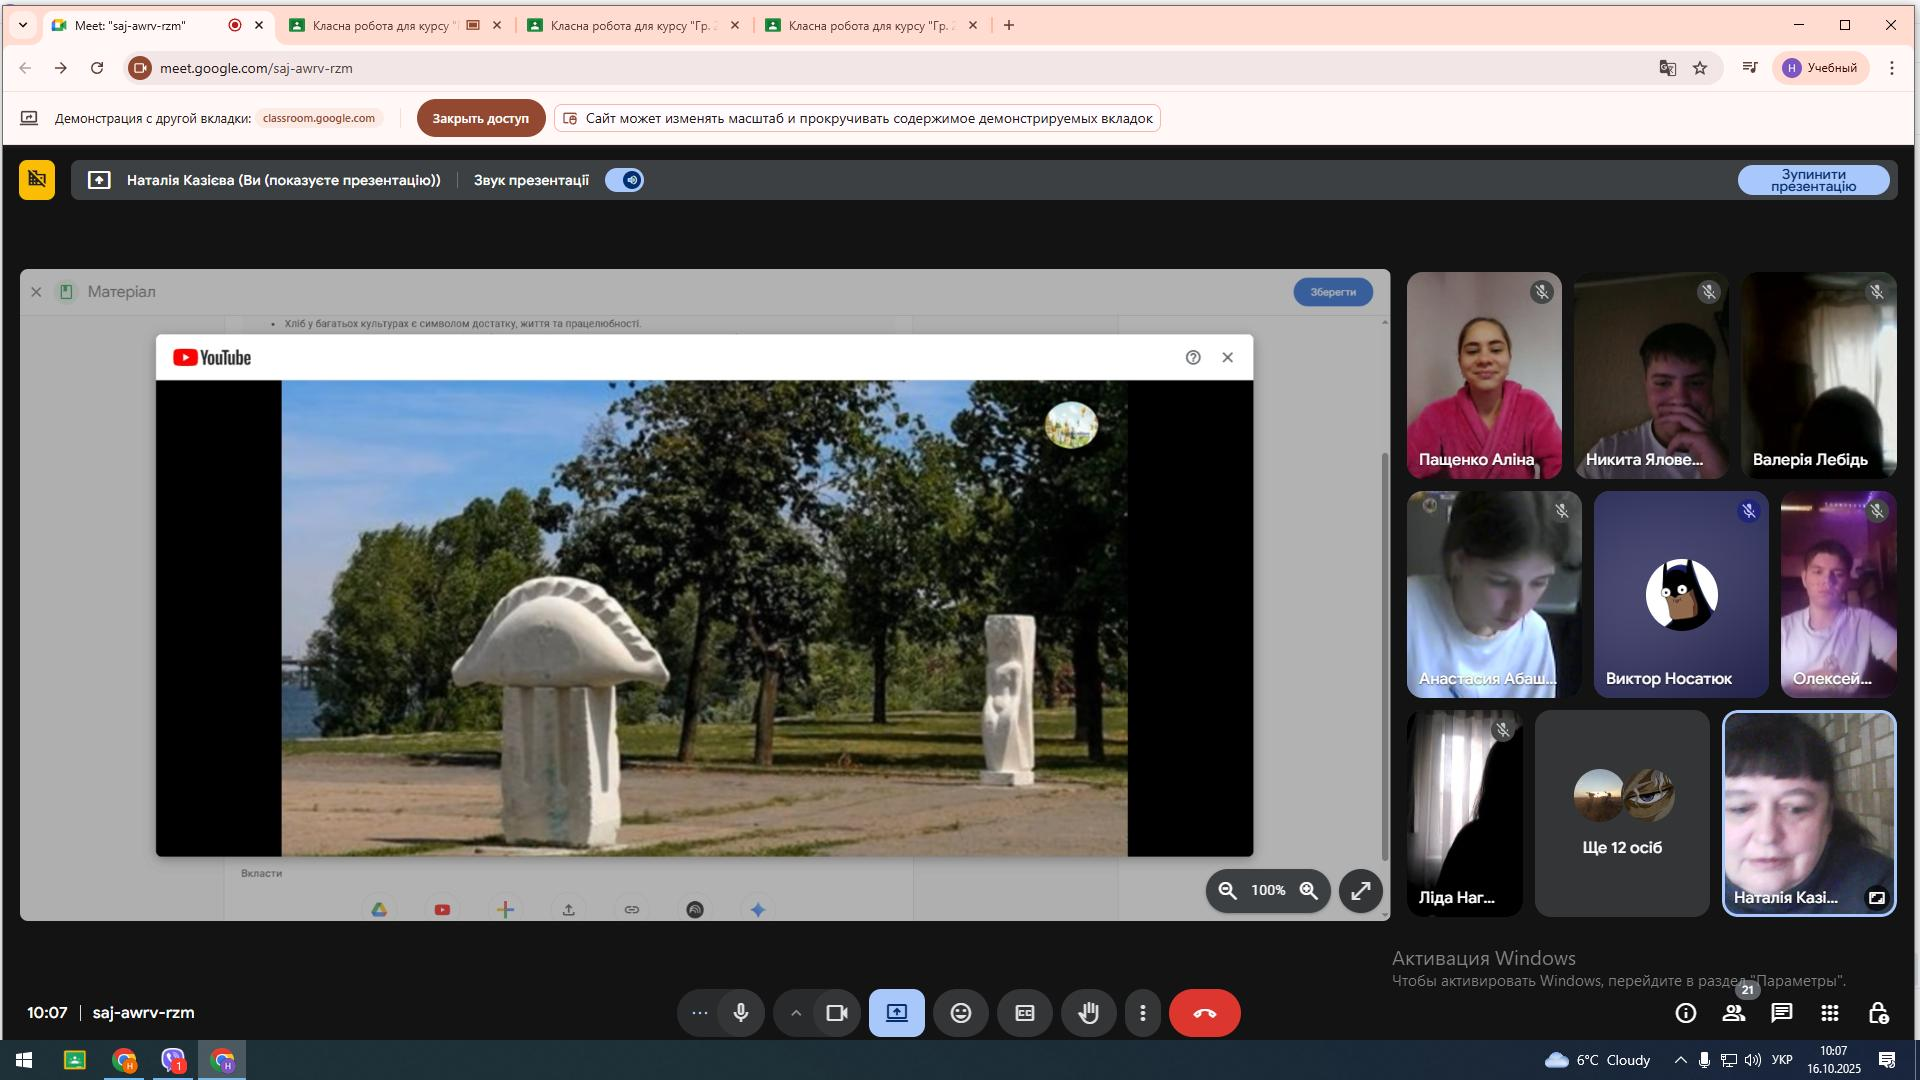 Meet: "saj-awrv-rzm"
Класна робота для курсу "
Класна робота для курсу "Гр. 2
Класна робота для курсу "Гр. 2
meet.google.com/saj-awrv-rzm
Н
Учебный
Демонстрация с другой вкладки:
classroom.google.com
Закрыть доступ
Сайт может изменять масштаб и прокручивать содержимое демонстрируемых вкладок
Наталія Казієва (Ви (показуєте презентацію))
Звук презентації
Зупинити
презентацію
Матеріал
Зберегти
Хліб у багатьох культурах є символом достатку, життя та працелюбності.
YouTube
Вкласти
100%
Пащенко Аліна
Никита Ялове...
Валерія Лебідь
Анастасия Абаш...
Виктор Носатюк
Олексей...
Ліда Наг...
Ще 12 осіб
Наталія Казі...
Активация Windows
Чтобы активировать Windows, перейдите в раздел "Параметры".
10:07
saj-awrv-rzm
CC
21
1
6°C Cloudy
УКР
10:07
16.10.2025